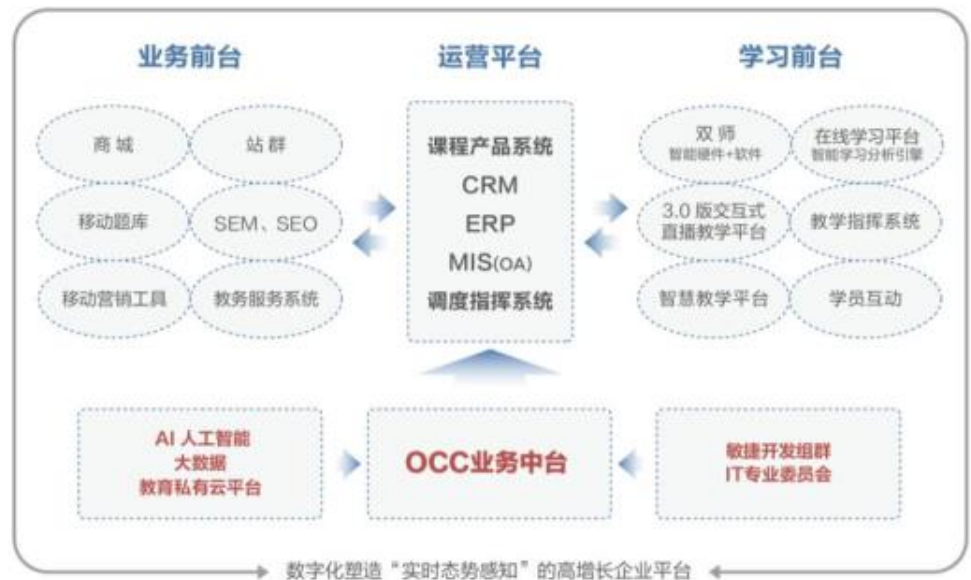 业务前台
运营平台
学习前台
商城
站群
移动题库
SEM、SEO
移动营销工具
教务服务系统
课程产品系统
CRM
ERP
MIS(OA)
调度指挥系统
双师
智能硬件+软件
在线学习平台
智能学习分析引擎
3.0 版交互式
直播教学平台
教学指挥系统
智慧教学平台
学员互动
AI 人工智能
大数据
教育私有云平台
OCC业务中台
敏捷开发组群
IT专业委员会
数字化塑造“实时态势感知”的高增长企业平台